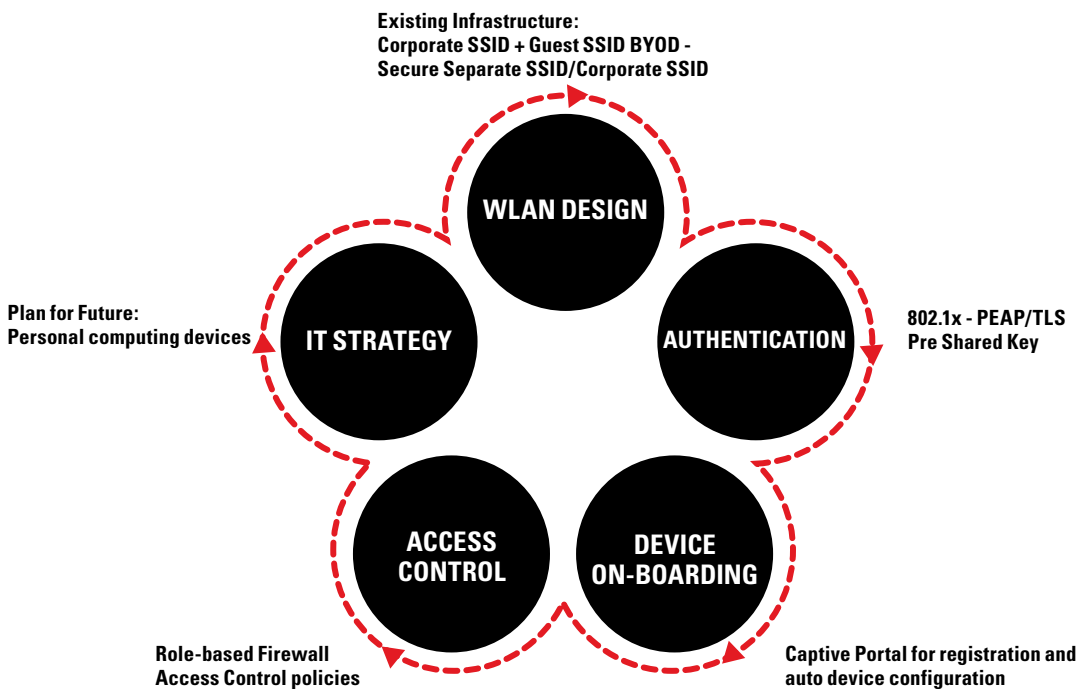 Existing Infrastructure:
Corporate SSID + Guest SSID BYOD -
Secure Separate SSID/Corporate SSID
WLAN DESIGN
AUTHENTICATION
802.1x - PEAP/TLS
Pre Shared Key
DEVICE
ON-BOARDING
Captive Portal for registration and
auto device configuration
ACCESS
CONTROL
Role-based Firewall
Access Control policies
IT STRATEGY
Plan for Future:
Personal computing devices